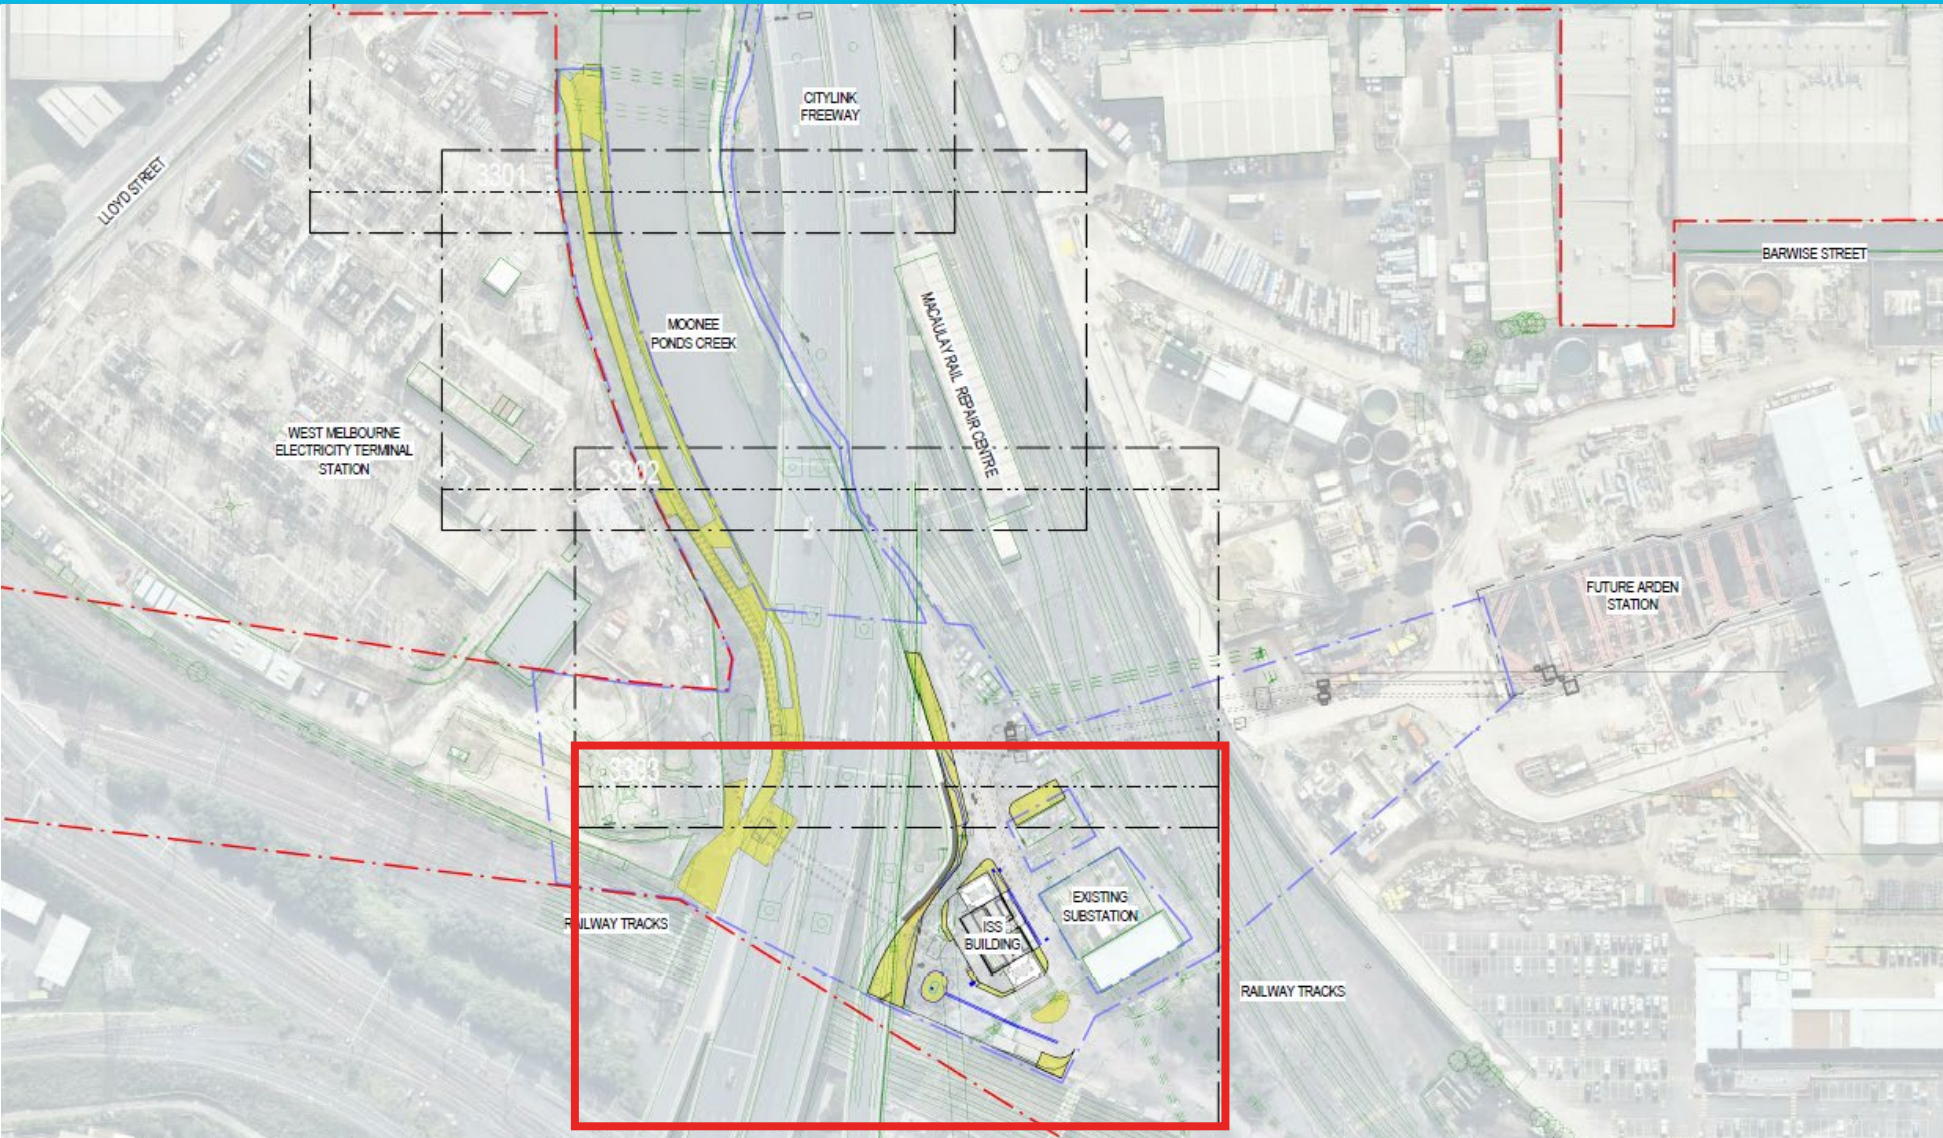 CITYLINK
FREEWAY
LLOYD STREET
3301
BARWISE STREET
MOONEE
PONDS CREEK
MACAULAY RAIL REPAIR CENTRE
WEST MELBOURNE
ELECTRICITY TERMINAL
STATION
3302
FUTURE ARDEN
STATION
3303
EXISTING
SUBSTATION
RAILWAY TRACKS
ISS
BUILDING
RAILWAY TRACKS